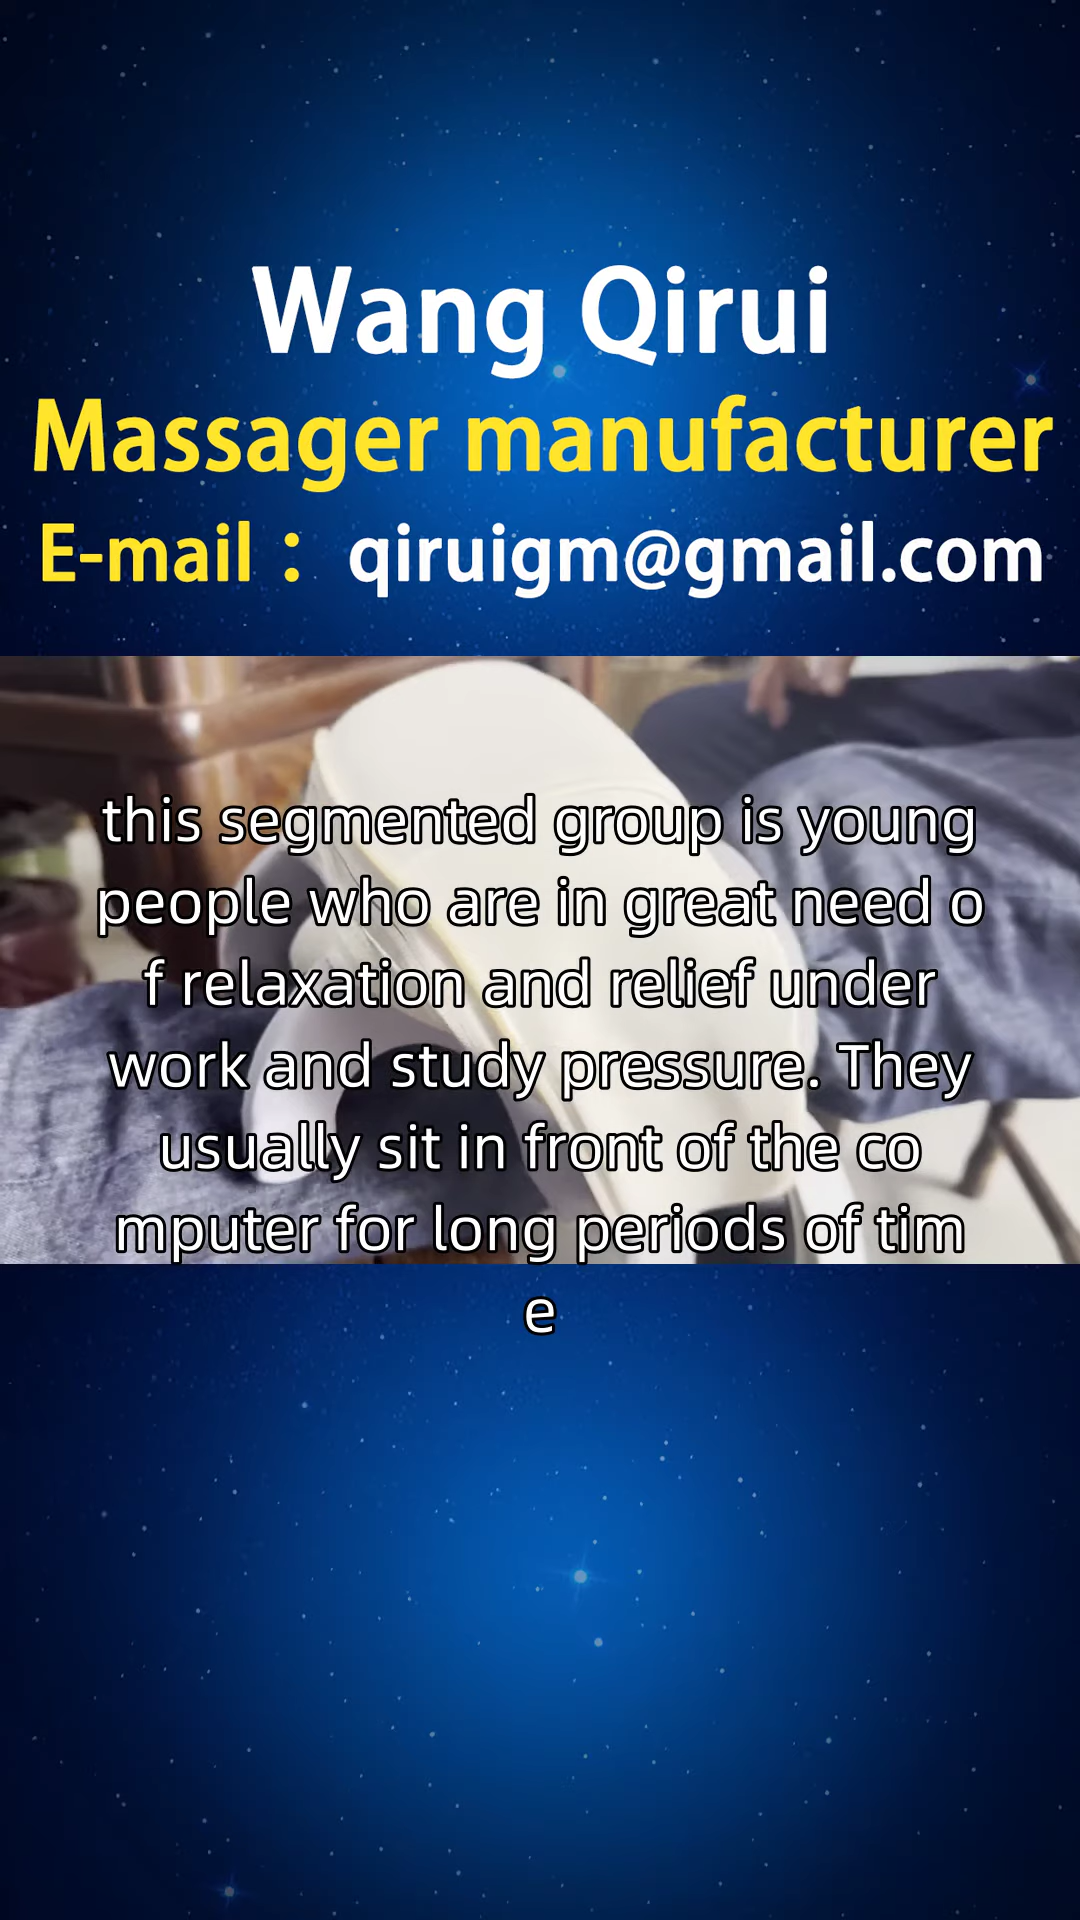 Wang Qirui
Massager manufacturer
E-mail： qiruigm@gmail.com
this segmented group is young
people who are in great need o
f relaxation and relief under
work and study pressure. They
usually sit in front of the co
mputer for long periods of tim
e